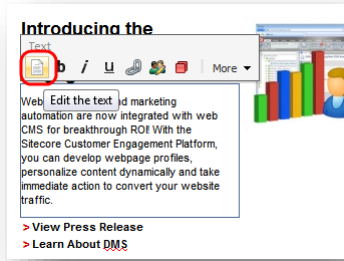 Introducing the
Text
b i u More
Edit the text
Web d marketing
automation are now integrated with web
CMS for breakthrough ROI! With the
Sitecore Customer Engagement Platform,
you can develop webpage profiles,
personalize content dynamically and take
immediate action to convert your website
traffic.
> View Press Release
> Learn About DMS